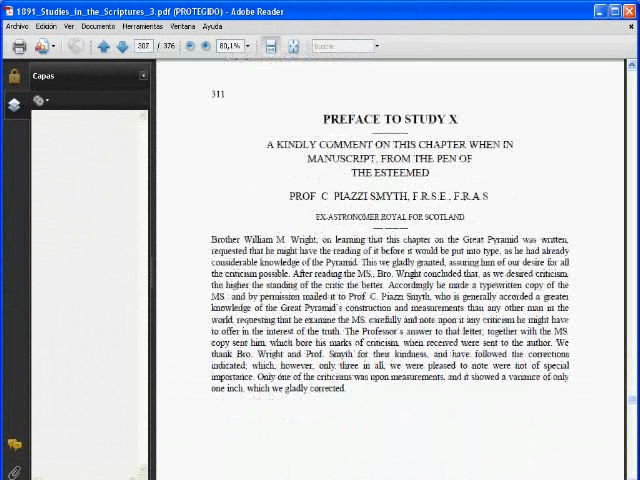 1891_Studies_in_the_Scriptures_3.pdf (PROTEGIDO) - Adobe Reader
Archivo Edición Ver Documento Herramientas Ventana Ayuda
307 / 376 80,1% Buscar
Capas
311
PREFACE TO STUDY X
A KINDLY COMMENT ON THIS CHAPTER WHEN IN
MANUSCRIPT, FROM THE PEN OF
THE ESTEEMED
PROF C PIAZZI SMYTH, F.R.S.E., F.R.A S
EX-ASTRONOMER ROYAL FOR SCOTLAND
Brother William M. Wright, on learning that this chapter on the Great Pyramid was written,
requested that he might have the reading of it before it would be put into type, as he had already
considerable knowledge of the Pyramid. This we gladly granted, assuring him of our desire for all
the criticism possible. After reading the MS., Bro. Wright concluded that, as we desired criticism,
the higher the standing of the critic the better. Accordingly he made a typewritten copy of the
MS. and by permission mailed it to Prof. C. Piazzi Smyth, who is generally accorded a greater
knowledge of the Great Pyramid's construction and measurements than any other man in the
world, requesting that he examine the MS. carefully and note upon it any criticism he might have
to offer in the interest of the truth. The Professor's answer to that letter, together with the MS.
copy sent him, which bore his marks of criticism, when received were sent to the author. We
thank Bro. Wright and Prof. Smyth for their kindness, and have followed the corrections
indicated; which, however, only three in all, we were pleased to note were not of special
importance. Only one of the criticisms was upon measurements, and it showed a variance of only
one inch, which we gladly corrected.